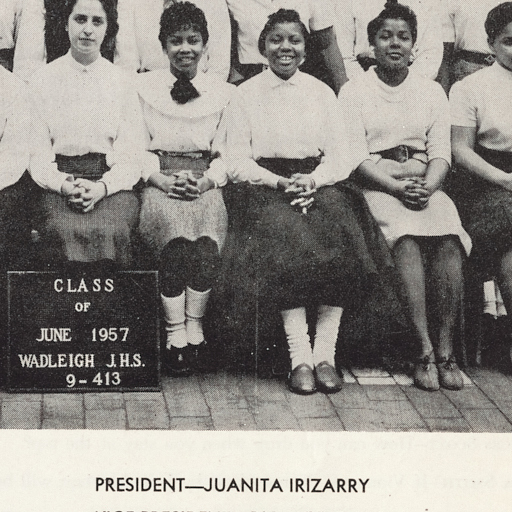 CLASS
OF
JUNE 1957
WADLEIGH J.H.S.
9-413
PRESIDENT—JUANITA IRIZARRY